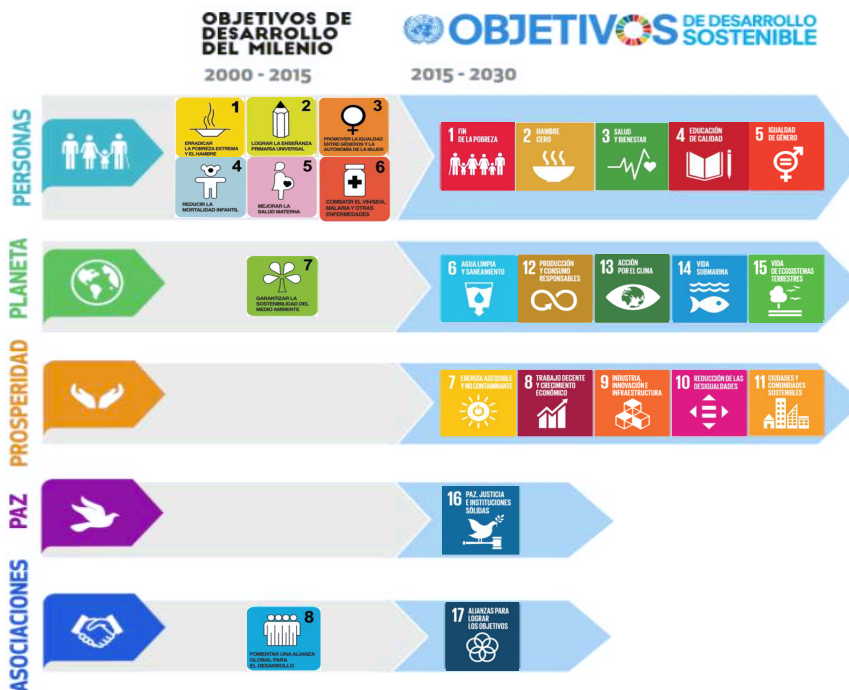 OBJETIVOS DE
DESARROLLO
DEL MILENIO
2000 - 2015
OBJETIVOS DE DESARROLLO
SOSTENIBLE
2015 - 2030
PERSONAS
1
ERRADICAR
LA POBREZA EXTREMA
Y EL HAMBRE
2
LOGRAR LA ENSEÑANZA
PRIMARIA UNIVERSAL
3
PROMOVER LA IGUALDAD
ENTRE GÉNEROS Y LA
AUTONOMÍA DE LA MUJER
4
REDUCIR LA
MORTALIDAD INFANTIL
5
MEJORAR LA
SALUD MATERNA
6
COMBATIR EL VIH/SIDA,
MALARIA Y OTRAS
ENFERMEDADES
1 FIN
DE LA POBREZA
2 HAMBRE
CERO
3 SALUD
Y BIENESTAR
4 EDUCACIÓN
DE CALIDAD
5 IGUALDAD
DE GÉNERO
PLANETA
7
GARANTIZAR LA
SOSTENIBILIDAD DEL
MEDIO AMBIENTE
6 AGUA LIMPIA
Y SANEAMIENTO
12 PRODUCCIÓN
Y CONSUMO
RESPONSABLES
13 ACCIÓN
POR EL CLIMA
14 VIDA
SUBMARINA
15 VIDA
DE ECOSISTEMAS
TERRESTRES
PROSPERIDAD
7 ENERGÍA ASEQUIBLE
Y NO CONTAMINANTE
8 TRABAJO DECENTE
Y CRECIMIENTO
ECONÓMICO
9 INDUSTRIA,
INNOVACIÓN E
INFRAESTRUCTURA
10 REDUCCIÓN DE LAS
DESIGUALDADES
11 CIUDADES Y
COMUNIDADES
SOSTENIBLES
PAZ
16 PAZ, JUSTICIA
E INSTITUCIONES
SÓLIDAS
ASOCIACIONES
8
FOMENTAR UNA ALIANZA
GLOBAL PARA
EL DESARROLLO
17 ALIANZAS PARA
LOGRAR
LOS OBJETIVOS